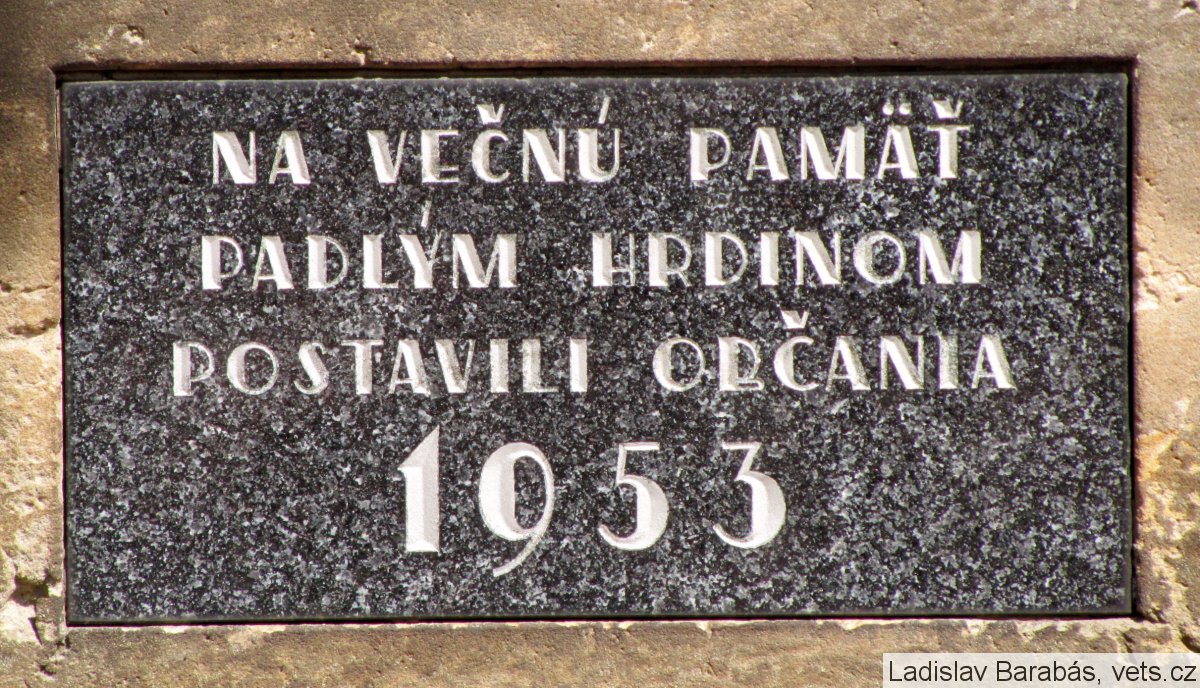 NA VEČNÚ PAMÄŤ
PADLÝM HRDINOM
POSTAVILI OBČANIA
1953
Ladislav Barabás, vets.cz